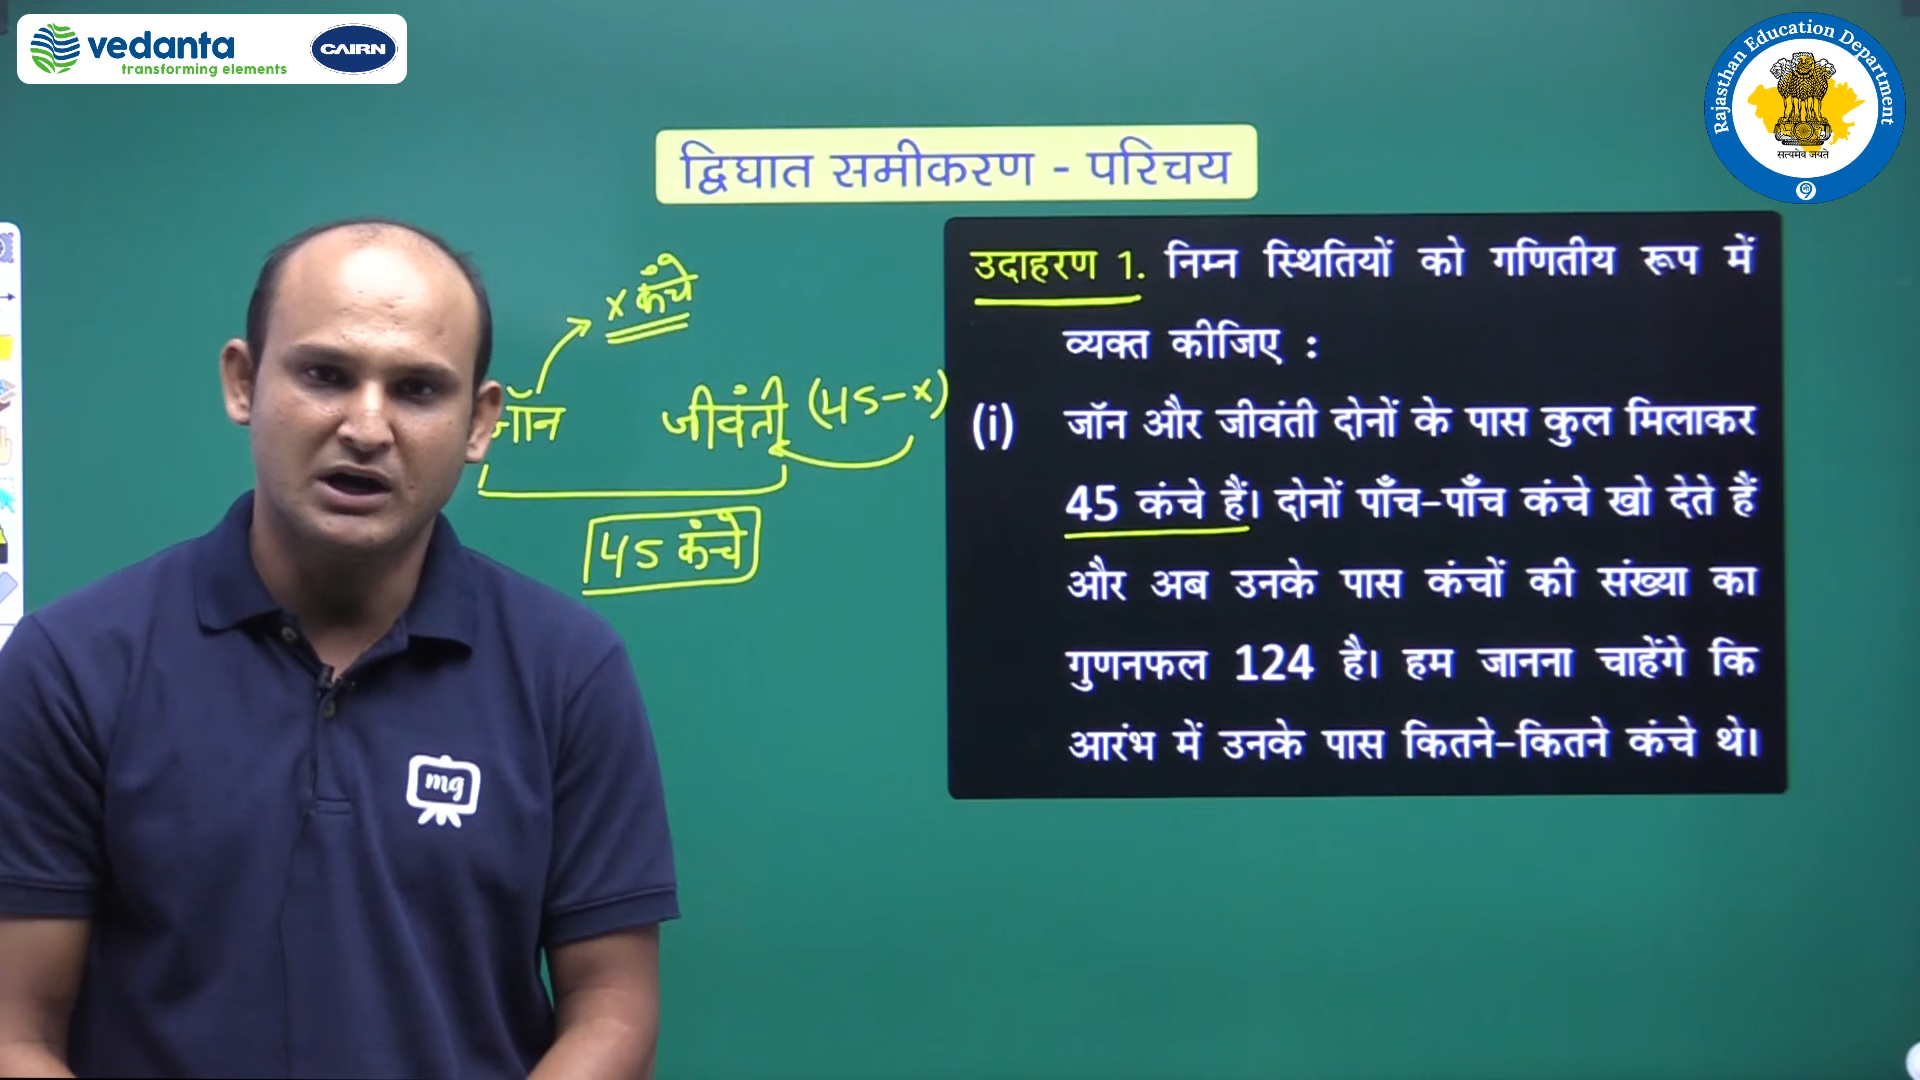 vedanta
transforming elements
CAIRN
Rajasthan Education Department
सत्यमेव जयते
द्विघात समीकरण - परिचय
x कंचे
जॉन
जीवंती (45-x)
45 कंचे
उदाहरण 1. निम्न स्थितियों को गणितीय रूप में
व्यक्त कीजिए :
(i) जॉन और जीवंती दोनों के पास कुल मिलाकर
45 कंचे हैं। दोनों पाँच-पाँच कंचे खो देते हैं
और अब उनके पास कंचों की संख्या का
गुणनफल 124 है। हम जानना चाहेंगे कि
आरंभ में उनके पास कितने-कितने कंचे थे।
mg